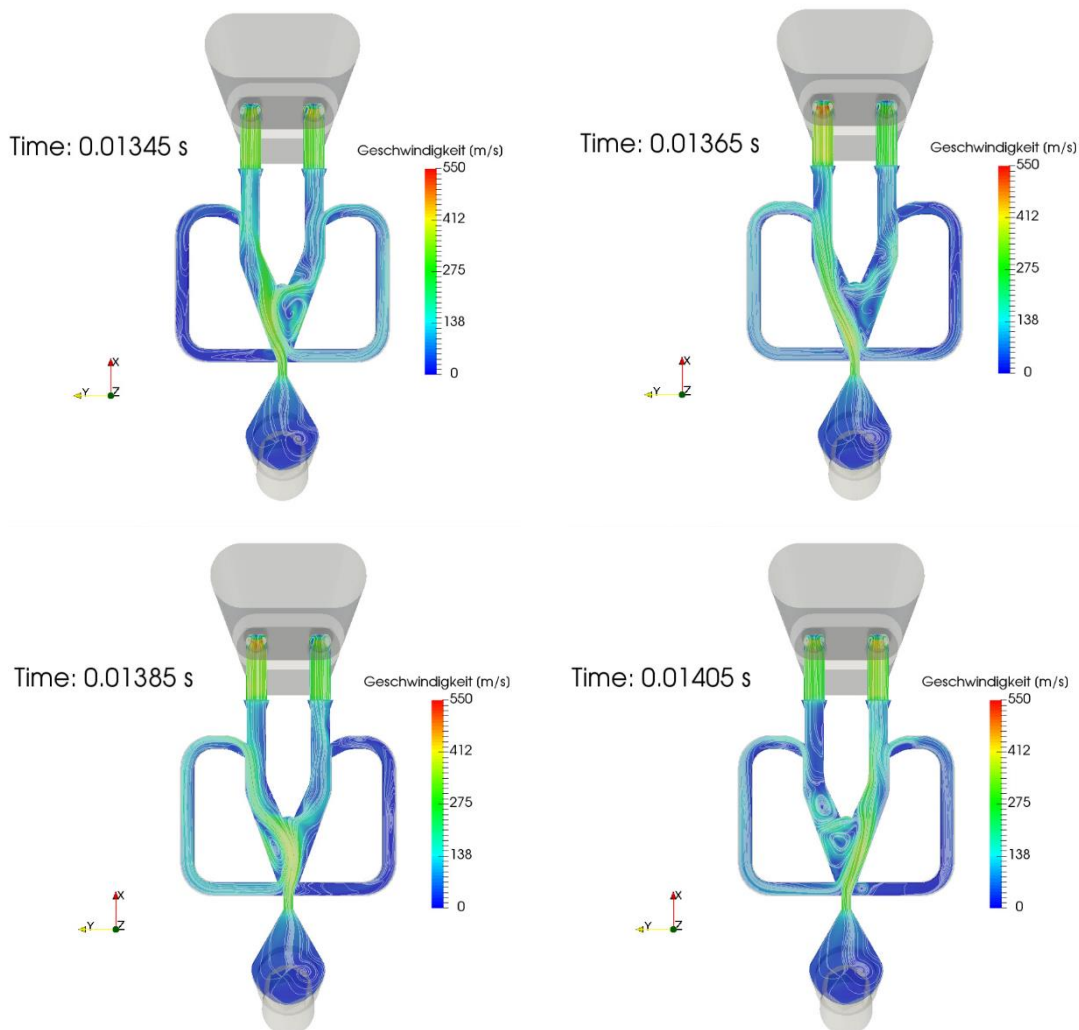 Time: 0.01345 s
Geschwindigkeit (m/s)
550
412
275
138
0
X
Y
Z
Time: 0.01365 s
Geschwindigkeit (m/s)
550
412
275
138
0
X
Y
Z
Time: 0.01385 s
Geschwindigkeit (m/s)
550
412
275
138
0
X
Y
Z
Time: 0.01405 s
Geschwindigkeit (m/s)
550
412
275
138
0
X
Y
Z